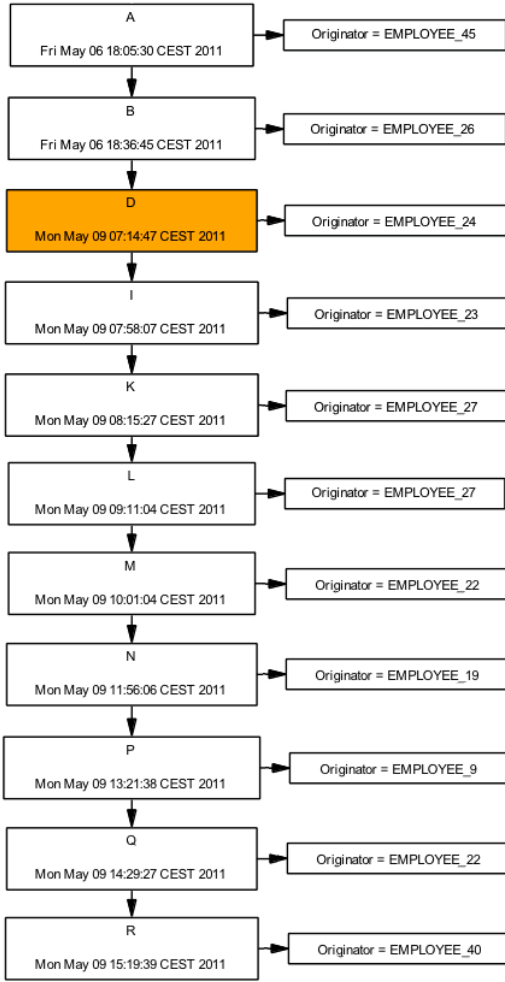 A
Fri May 06 18:05:30 CEST 2011
Originator = EMPLOYEE_45
B
Fri May 06 18:36:45 CEST 2011
Originator = EMPLOYEE_26
D
Mon May 09 07:14:47 CEST 2011
Originator = EMPLOYEE_24
I
Mon May 09 07:58:07 CEST 2011
Originator = EMPLOYEE_23
K
Mon May 09 08:15:27 CEST 2011
Originator = EMPLOYEE_27
L
Mon May 09 09:11:04 CEST 2011
Originator = EMPLOYEE_27
M
Mon May 09 10:01:04 CEST 2011
Originator = EMPLOYEE_22
N
Mon May 09 11:56:06 CEST 2011
Originator = EMPLOYEE_19
P
Mon May 09 13:21:38 CEST 2011
Originator = EMPLOYEE_9
Q
Mon May 09 14:29:27 CEST 2011
Originator = EMPLOYEE_22
R
Mon May 09 15:19:39 CEST 2011
Originator = EMPLOYEE_40